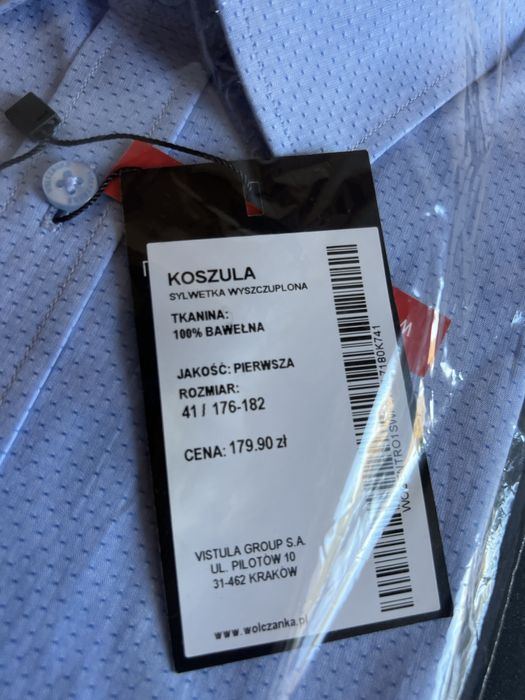 KOSZULA
SYLWETKA WYSZCZUPLONA
TKANINA:
100% BAWEŁNA
JAKOŚĆ: PIERWSZA
ROZMIAR:
41 / 176-182
CENA: 179.90 zł
VISTULA GROUP S.A.
UL. PILOTÓW 10
31-462 KRAKÓW
www.wolczanka.pl